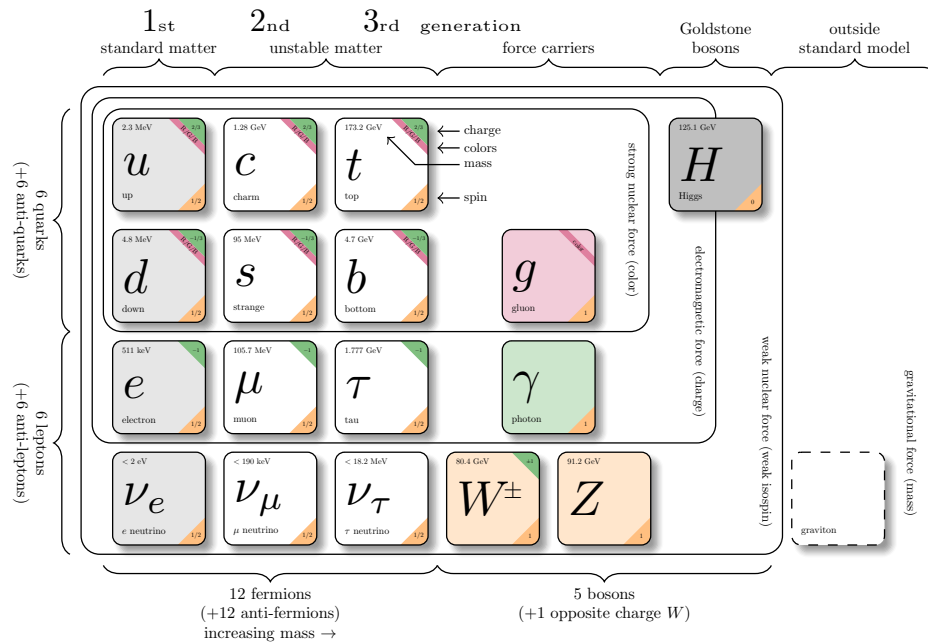 1st 2nd 3rd generation
standard matter unstable matter force carriers
Goldstone
bosons
outside
standard model
6 quarks
(+6 anti-quarks)
6 leptons
(+6 anti-leptons)
2.3 MeV
2/3
R/G/B
u
up
1/2
1.28 GeV
2/3
R/G/B
c
charm
1/2
173.2 GeV
2/3
R/G/B
t
top
1/2
charge
colors
mass
spin
125.1 GeV
H
Higgs
0
4.8 MeV
−1/3
R/G/B
d
down
1/2
95 MeV
−1/3
R/G/B
s
strange
1/2
4.7 GeV
−1/3
R/G/B
b
bottom
1/2
color
g
gluon
1
strong nuclear force (color)
511 keV
−1
e
electron
1/2
105.7 MeV
−1
μ
muon
1/2
1.777 GeV
−1
τ
tau
1/2
γ
photon
1
electromagnetic force (charge)
< 2 eV
νe
e neutrino
1/2
< 190 keV
νμ
μ neutrino
1/2
< 18.2 MeV
ντ
τ neutrino
1/2
80.4 GeV
±1
W±
1
91.2 GeV
Z
1
weak nuclear force (weak isospin)
graviton
gravitational force (mass)
12 fermions
(+12 anti-fermions)
increasing mass →
5 bosons
(+1 opposite charge W)